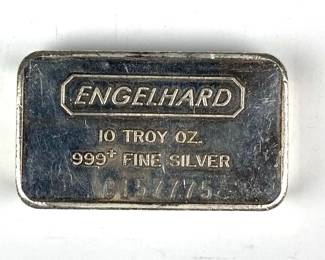 ENGELHARD
10 TROY OZ.
999+ FINE SILVER